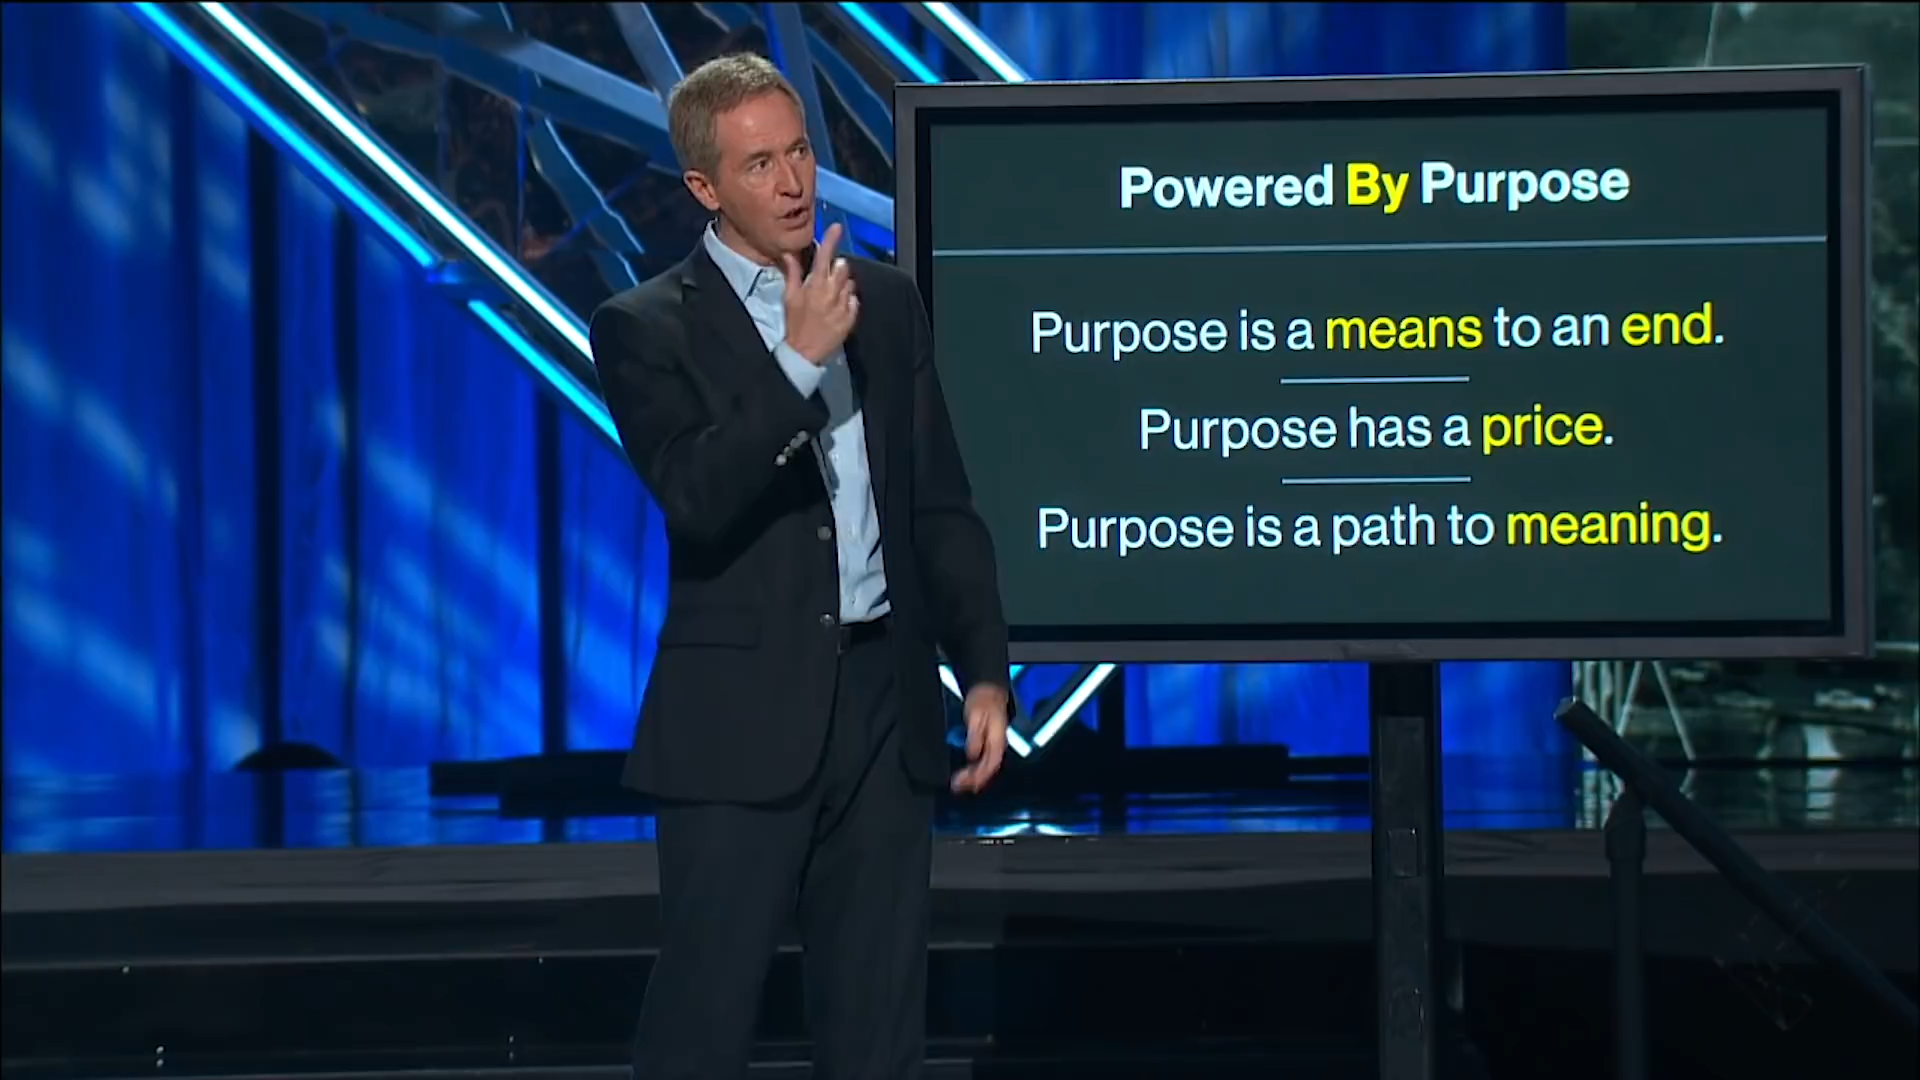 Powered By Purpose
Purpose is a means to an end.
Purpose has a price.
Purpose is a path to meaning.